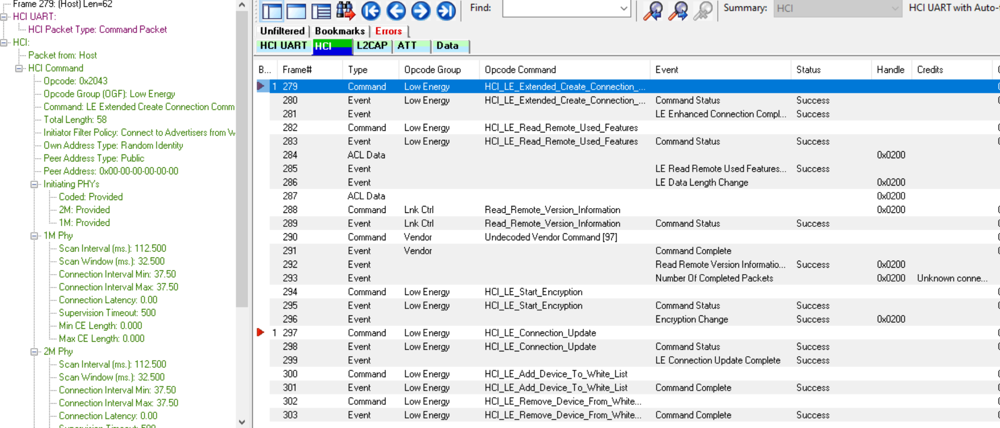 Frame 279: (Host) Len=62
HCI UART:
HCI Packet Type: Command Packet
HCI:
Packet from: Host
HCI Command
Opcode: 0x2043
Opcode Group (OGF): Low Energy
Command: LE Extended Create Connection Comm
Total Length: 58
Initiator Filter Policy: Connect to Advertisers from W
Own Address Type: Random Identity
Peer Address Type: Public
Peer Address: 0x00-00-00-00-00-00
Initiating PHYs
Coded: Provided
2M: Provided
1M: Provided
1M Phy
Scan Interval (ms.): 112.500
Scan Window (ms.): 32.500
Connection Interval Min: 37.50
Connection Interval Max: 37.50
Connection Latency: 0.00
Supervision Timeout: 500
Min CE Length: 0.000
Max CE Length: 0.000
2M Phy
Scan Interval (ms.): 112.500
Scan Window (ms.): 32.500
Connection Interval Min: 37.50
Connection Interval Max: 37.50
Connection Latency: 0.00
Supervision Timeout: 500
Find: Summary: HCI HCI UART with Auto-
Unfiltered Bookmarks Errors
HCI UART HCI L2CAP ATT Data
B... Frame# Type Opcode Group Opcode Command Event Status Handle Credits
1 279 Command Low Energy HCI_LE_Extended_Create_Connection_...
280 Event Low Energy HCI_LE_Extended_Create_Connection_... Command Status Success
281 Event LE Enhanced Connection Compl... Success
282 Command Low Energy HCI_LE_Read_Remote_Used_Features
283 Event Low Energy HCI_LE_Read_Remote_Used_Features Command Status Success
284 ACL Data 0x0200
285 Event LE Read Remote Used Features... Success
286 Event LE Data Length Change 0x0200
287 ACL Data 0x0200
288 Command Lnk Ctrl Read_Remote_Version_Information 0x0200
289 Event Lnk Ctrl Read_Remote_Version_Information Command Status Success
290 Command Vendor Undecoded Vendor Command [97]
291 Event Vendor Command Complete
292 Event Read Remote Version Informatio... Success 0x0200
293 Event Number Of Completed Packets 0x0200 Unknown conne...
294 Command Low Energy HCI_LE_Start_Encryption
295 Event Low Energy HCI_LE_Start_Encryption Command Status Success
296 Event Encryption Change Success 0x0200
1 297 Command Low Energy HCI_LE_Connection_Update
298 Event Low Energy HCI_LE_Connection_Update Command Status Success
299 Event LE Connection Update Complete Success
300 Command Low Energy HCI_LE_Add_Device_To_White_List
301 Event Low Energy HCI_LE_Add_Device_To_White_List Command Complete Success
302 Command Low Energy HCI_LE_Remove_Device_From_White...
303 Event Low Energy HCI_LE_Remove_Device_From_White... Command Complete Success